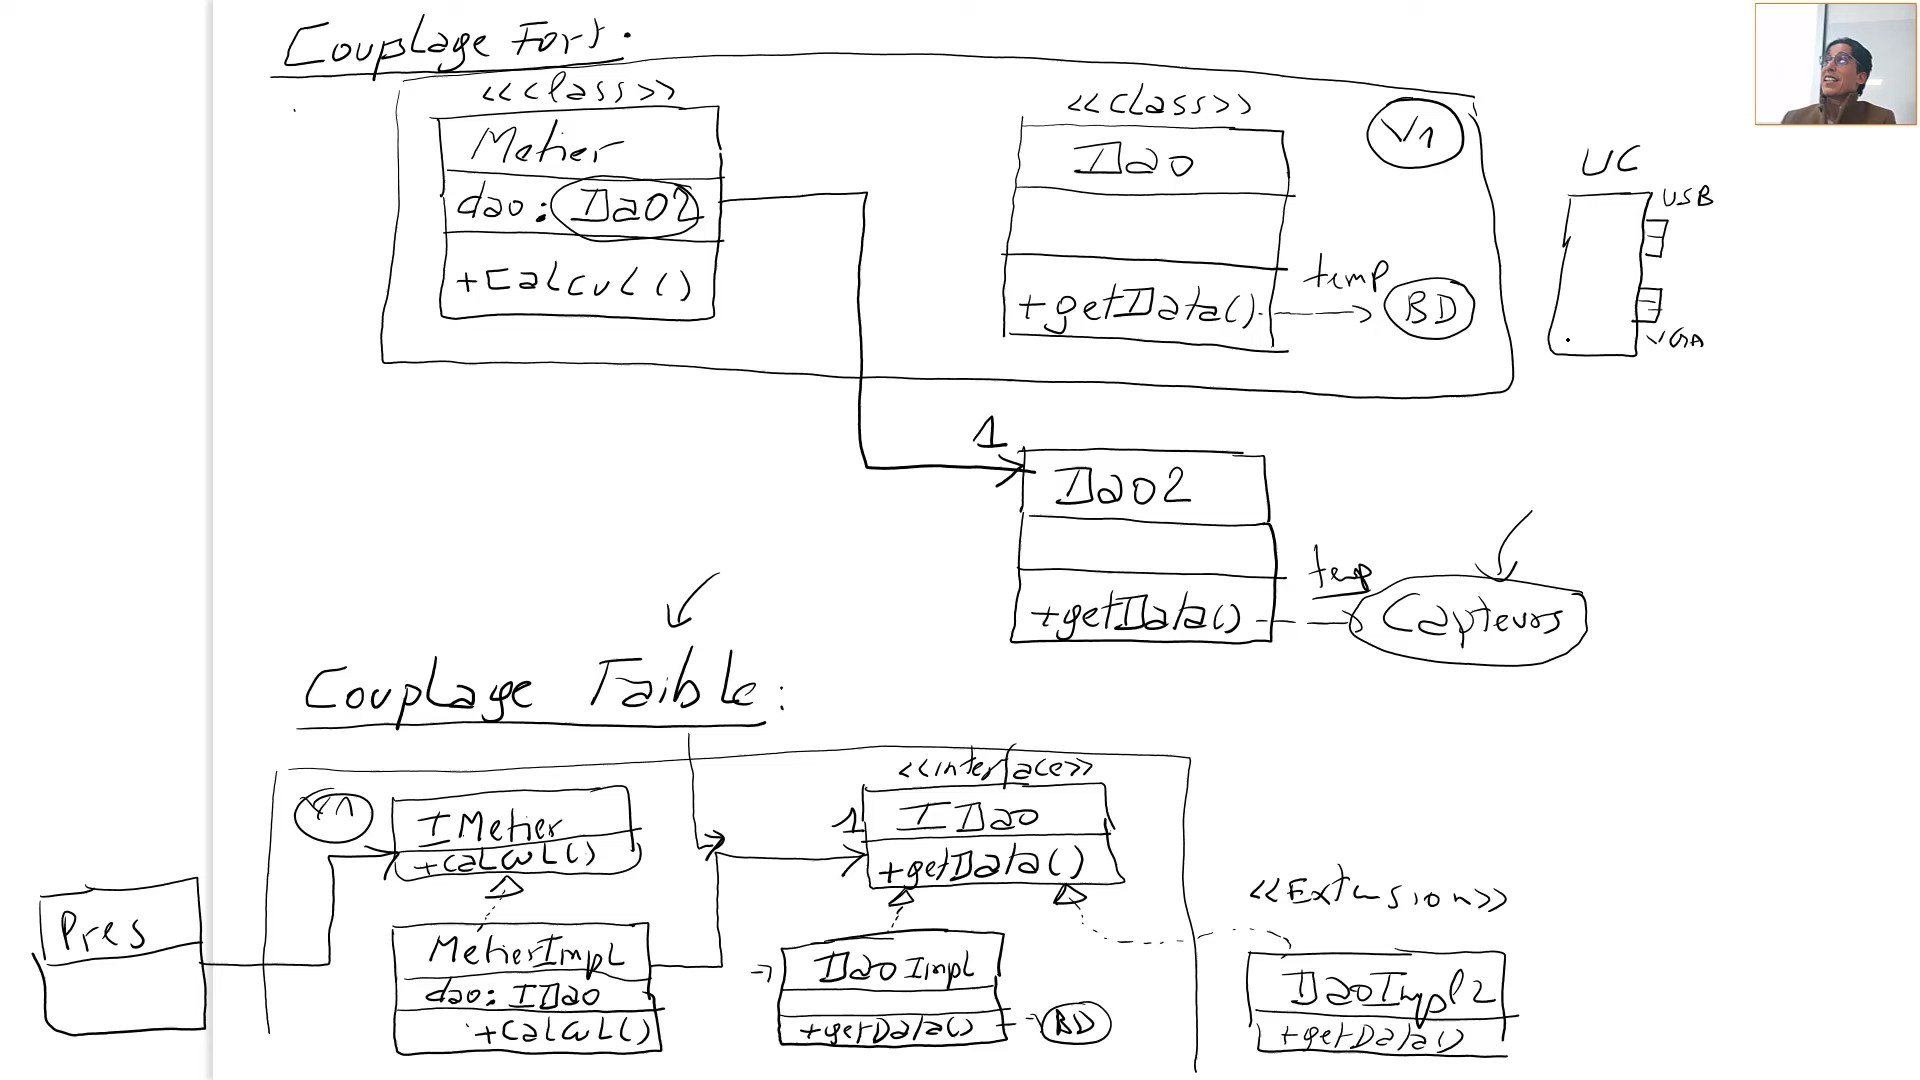 Couplage Fort.
<<class>>
Metier
dao: Dao2
+Calcul()
<<class>>
Dao
+getData()
temp
BD
V1
UC
USB
VGA
1
Dao2
+getData()
temp
Capteurs
Couplage Faible:
V1
IMetier
+calcul()
<<interface>>
1
IDao
+getData()
Pres
MetierImpl
dao: IDao
+Calcul()
DaoImpl
+getData()
BD
<<Extension>>
DaoImpl2
+getData()